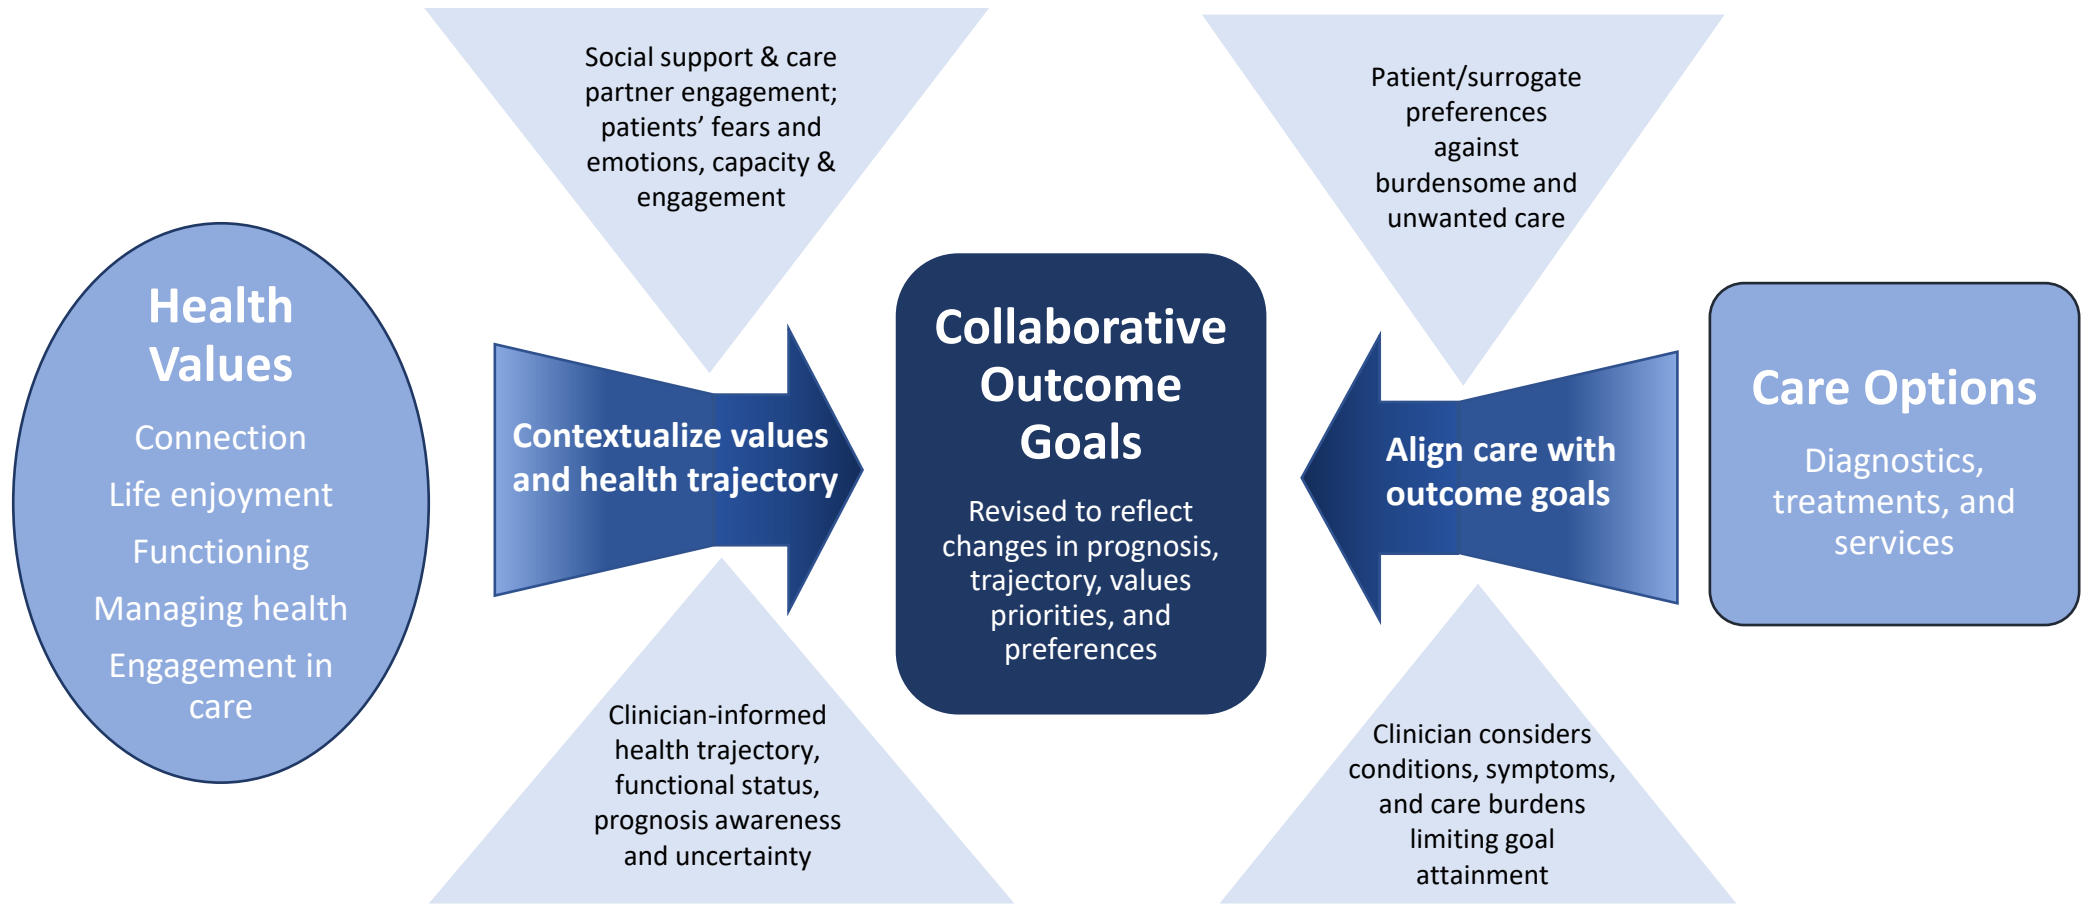 Health
Values
Connection
Life enjoyment
Functioning
Managing health
Engagement in
care
Social support & care
partner engagement;
patients’ fears and
emotions, capacity &
engagement
Contextualize values
and health trajectory
Clinician-informed
health trajectory,
functional status,
prognosis awareness
and uncertainty
Collaborative
Outcome
Goals
Revised to reflect
changes in prognosis,
trajectory, values
priorities, and
preferences
Patient/surrogate
preferences
against
burdensome and
unwanted care
Align care with
outcome goals
Clinician considers
conditions, symptoms,
and care burdens
limiting goal
attainment
Care Options
Diagnostics,
treatments, and
services